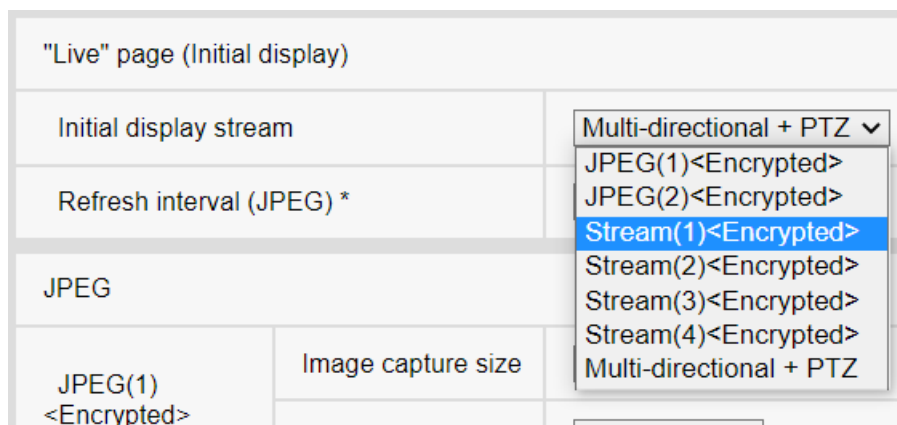 "Live" page (Initial display)
Initial display stream
Multi-directional + PTZ
JPEG(1)<Encrypted>
JPEG(2)<Encrypted>
Stream(1)<Encrypted>
Stream(2)<Encrypted>
Stream(3)<Encrypted>
Stream(4)<Encrypted>
Multi-directional + PTZ
Refresh interval (JPEG) *
JPEG
JPEG(1)
<Encrypted>
Image capture size